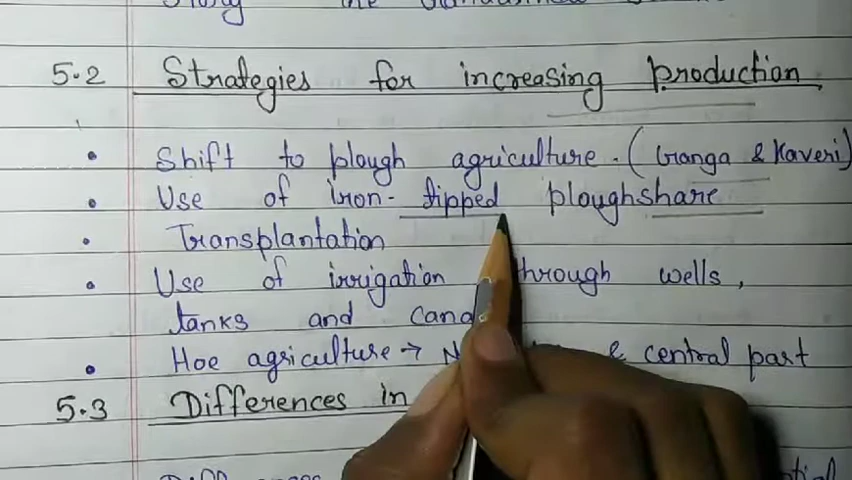 the
5.2 Strategies for increasing production
• Shift to plough agriculture. (Ganga & Kaveri)
• Use of iron-tipped ploughshare
• Transplantation
• Use of irrigation through wells,
tanks and
• Hoe agriculture → & central part
5.3 Differences in